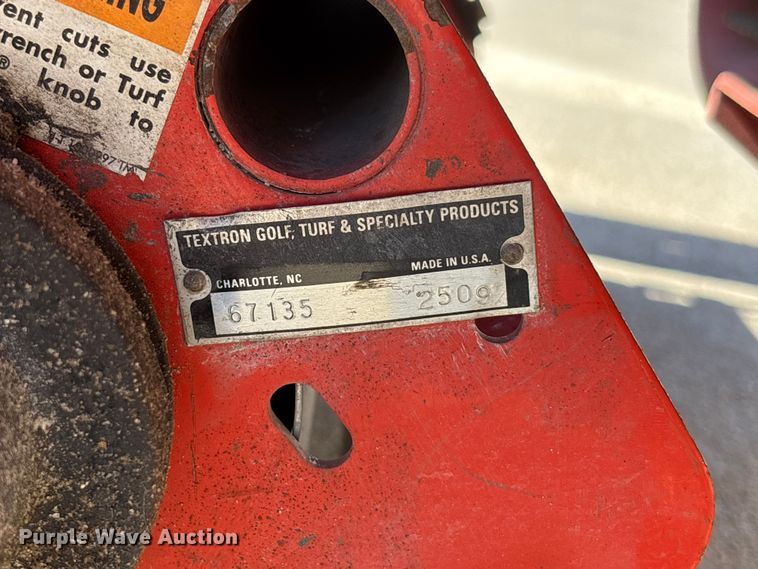 ING
ent cuts use
rench or Turf
® knob to
TEXTRON GOLF, TURF & SPECIALTY PRODUCTS
CHARLOTTE, NC MADE IN U.S.A.
67135 - 2509
Purple Wave Auction®